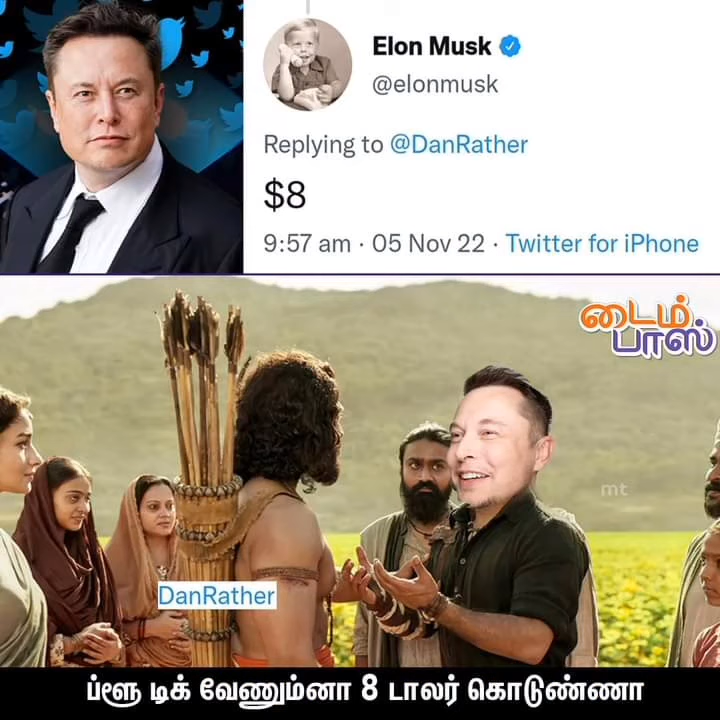 Elon Musk
@elonmusk
Replying to @DanRather
$8
9:57 am · 05 Nov 22 · Twitter for iPhone
டைம்
பாஸ்
mt
DanRather
ப்ளூ டிக் வேணும்னா 8 டாலர் கொடுண்ணா